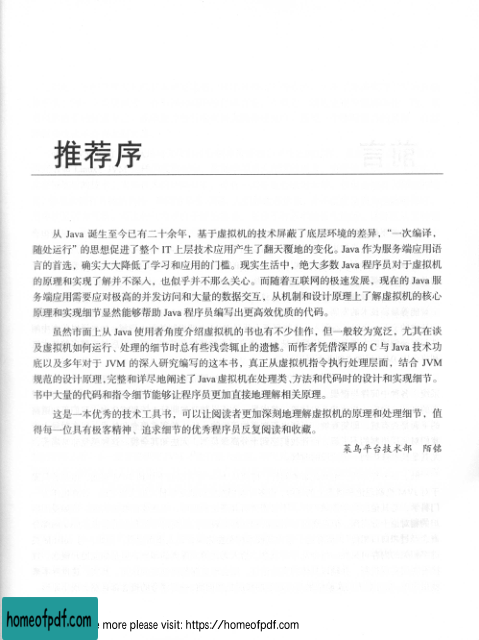 推荐序
从 Java 诞生至今已有二十余年，基于虚拟机的技术屏蔽了底层环境的差异，“一次编译，
随处运行”的思想促进了整个 IT 上层技术应用产生了翻天覆地的变化。Java 作为服务端应用语
言的首选，确实大大降低了学习和应用的门槛。现实生活中，绝大多数 Java 程序员对于虚拟机
的原理和实现了解并不深入，也似乎并不那么关心。而随着互联网的极速发展，现在的 Java 服
务端应用需要应对极高的并发访问和大量的数据交互，从机制和设计原理上了解虚拟机的核心
原理和实现细节显然能够帮助 Java 程序员编写出更高效优质的代码。
虽然市面上从 Java 使用者角度介绍虚拟机的书也有不少佳作，但一般较为宽泛，尤其在谈
及虚拟机如何运行、处理的细节时总有些浅尝辄止的遗憾。而作者凭借深厚的 C 与 Java 技术功
底以及多年对于 JVM 的深入研究编写的这本书，真正从虚拟机指令执行处理层面，结合 JVM
规范的设计原理，完整和详尽地阐述了 Java 虚拟机在处理类、方法和代码时的设计和实现细节。
书中大量的代码和指令细节能够让程序员更加直接地理解相关原理。
这是一本优秀的技术工具书，可以让阅读者更加深刻地理解虚拟机的原理和处理细节，值
得每一位具有极客精神、追求细节的优秀程序员反复阅读和收藏。
菜鸟平台技术部 陌铭
homeofpdf.com
e more please visit: https://homeofpdf.com